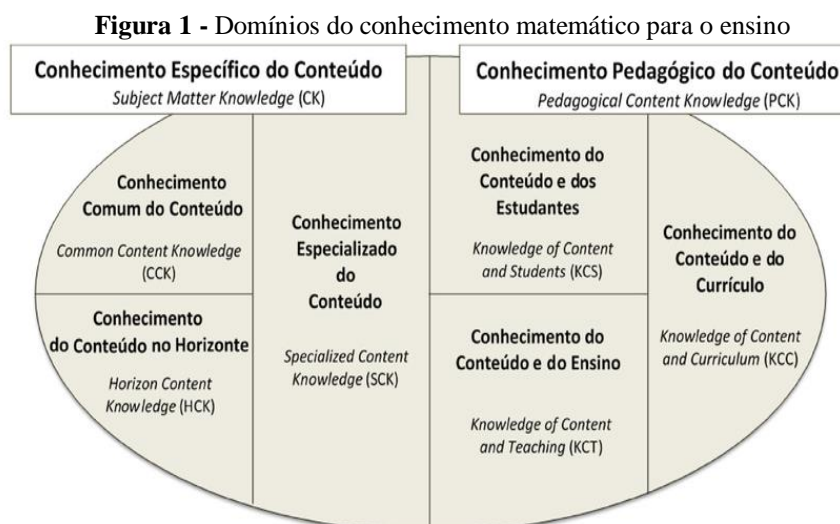 Figura 1 - Domínios do conhecimento matemático para o ensino
Conhecimento Específico do Conteúdo
Subject Matter Knowledge (CK)
Conhecimento Pedagógico do Conteúdo
Pedagogical Content Knowledge (PCK)
Conhecimento
Comum do Conteúdo
Common Content Knowledge
(CCK)
Conhecimento
do Conteúdo no Horizonte
Horizon Content
Knowledge (HCK)
Conhecimento
Especializado
do
Conteúdo
Specialized Content
Knowledge (SCK)
Conhecimento do
Conteúdo e dos
Estudantes
Knowledge of Content
and Students (KCS)
Conhecimento do
Conteúdo e do Ensino
Knowledge of Content
and Teaching (KCT)
Conhecimento do
Conteúdo e do
Currículo
Knowledge of Content
and Curriculum (KCC)